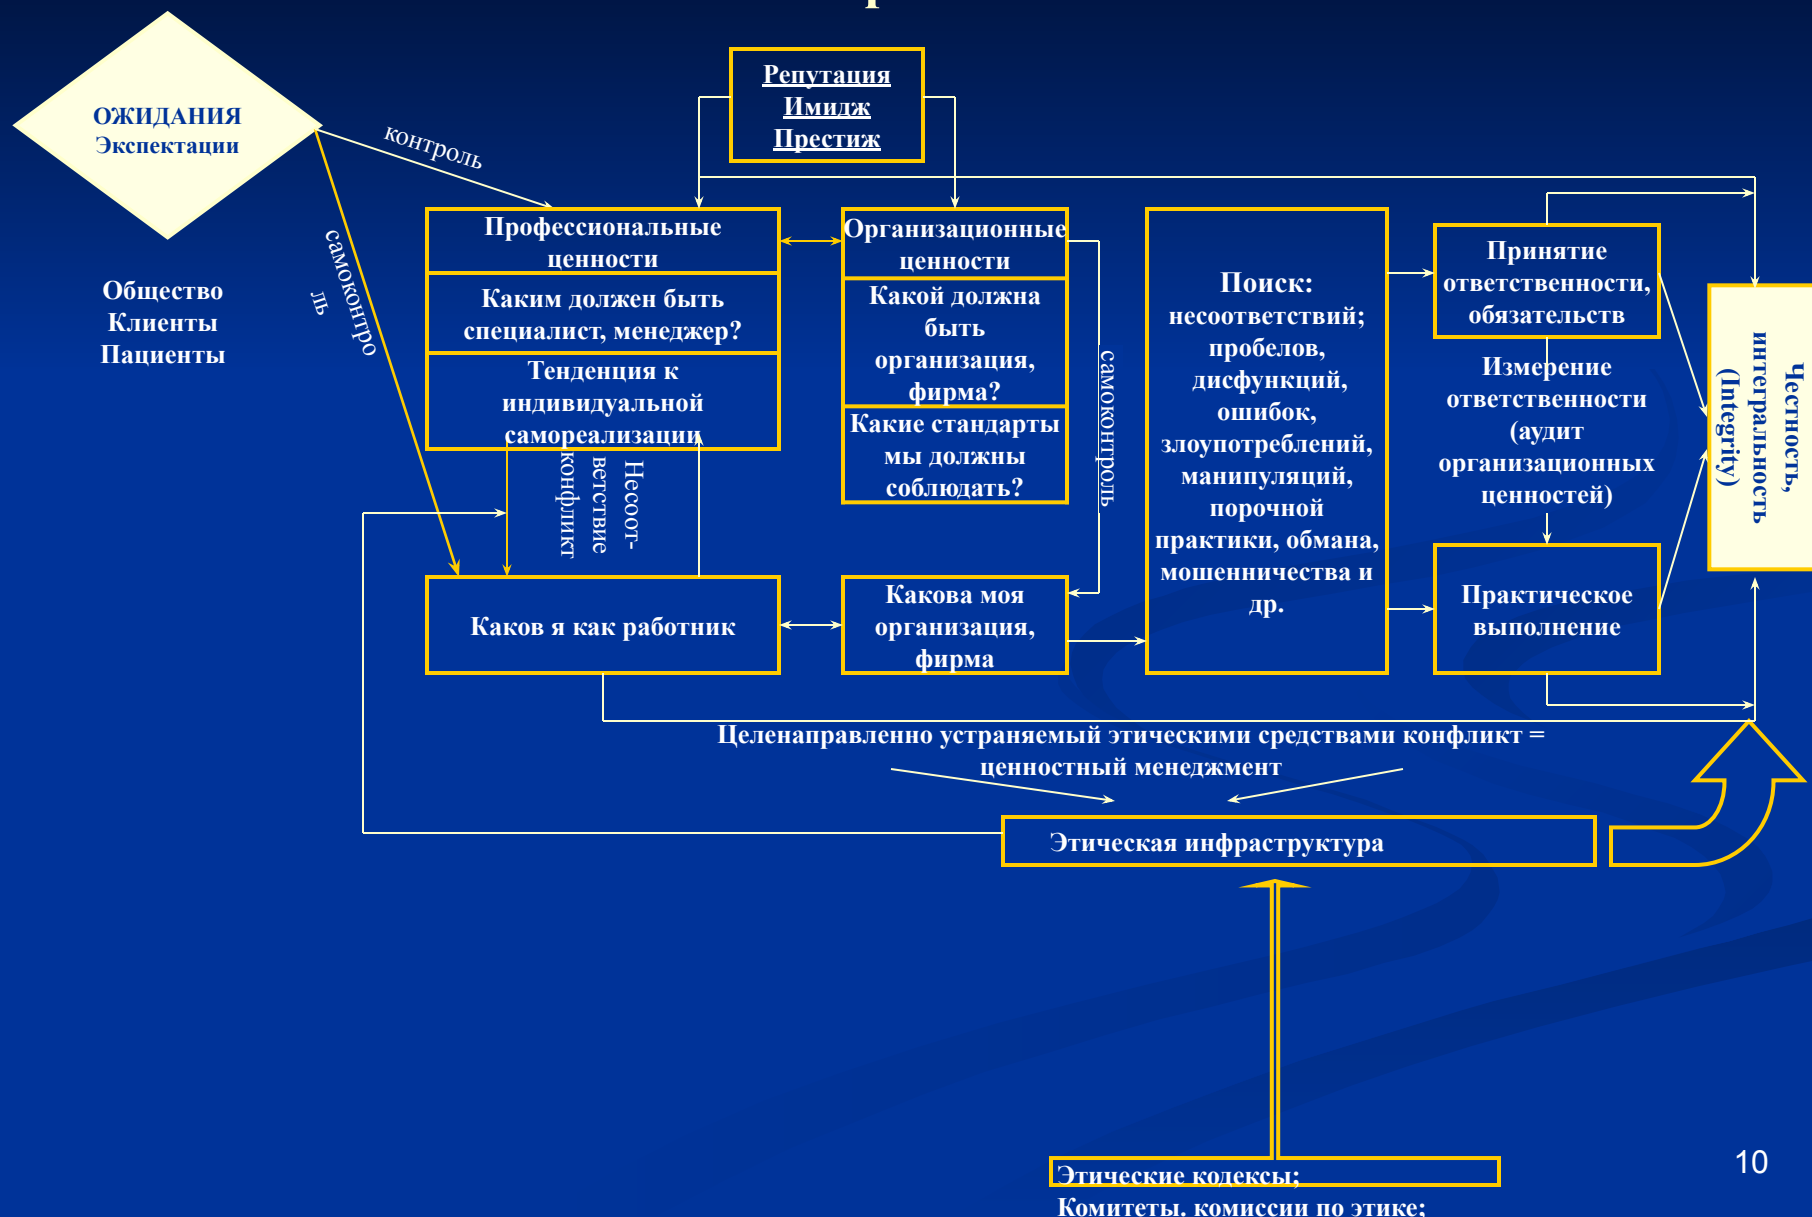 ОЖИДАНИЯ
Экспектации
Общество
Клиенты
Пациенты
контроль
самоконтро
ль
Репутация
Имидж
Престиж
Профессиональные
ценности
Каким должен быть
специалист, менеджер?
Тенденция к
индивидуальной
самореализации
Несоот-
ветствие
конфликт
Каков я как работник
Организационные
ценности
Какой должна
быть
организация,
фирма?
Какие стандарты
мы должны
соблюдать?
самоконтроль
Какова моя
организация,
фирма
Поиск:
несоответствий;
пробелов,
дисфункций,
ошибок,
злоупотреблений,
манипуляций,
порочной
практики, обмана,
мошенничества и
др.
Принятие
ответственности,
обязательств
Измерение
ответственности
(аудит
организационных
ценностей)
Практическое
выполнение
Честность,
интегральность
(Integrity)
Целенаправленно устраняемый этическими средствами конфликт =
ценностный менеджмент
Этическая инфраструктура
Этические кодексы;
Комитеты. комиссии по этике;
10